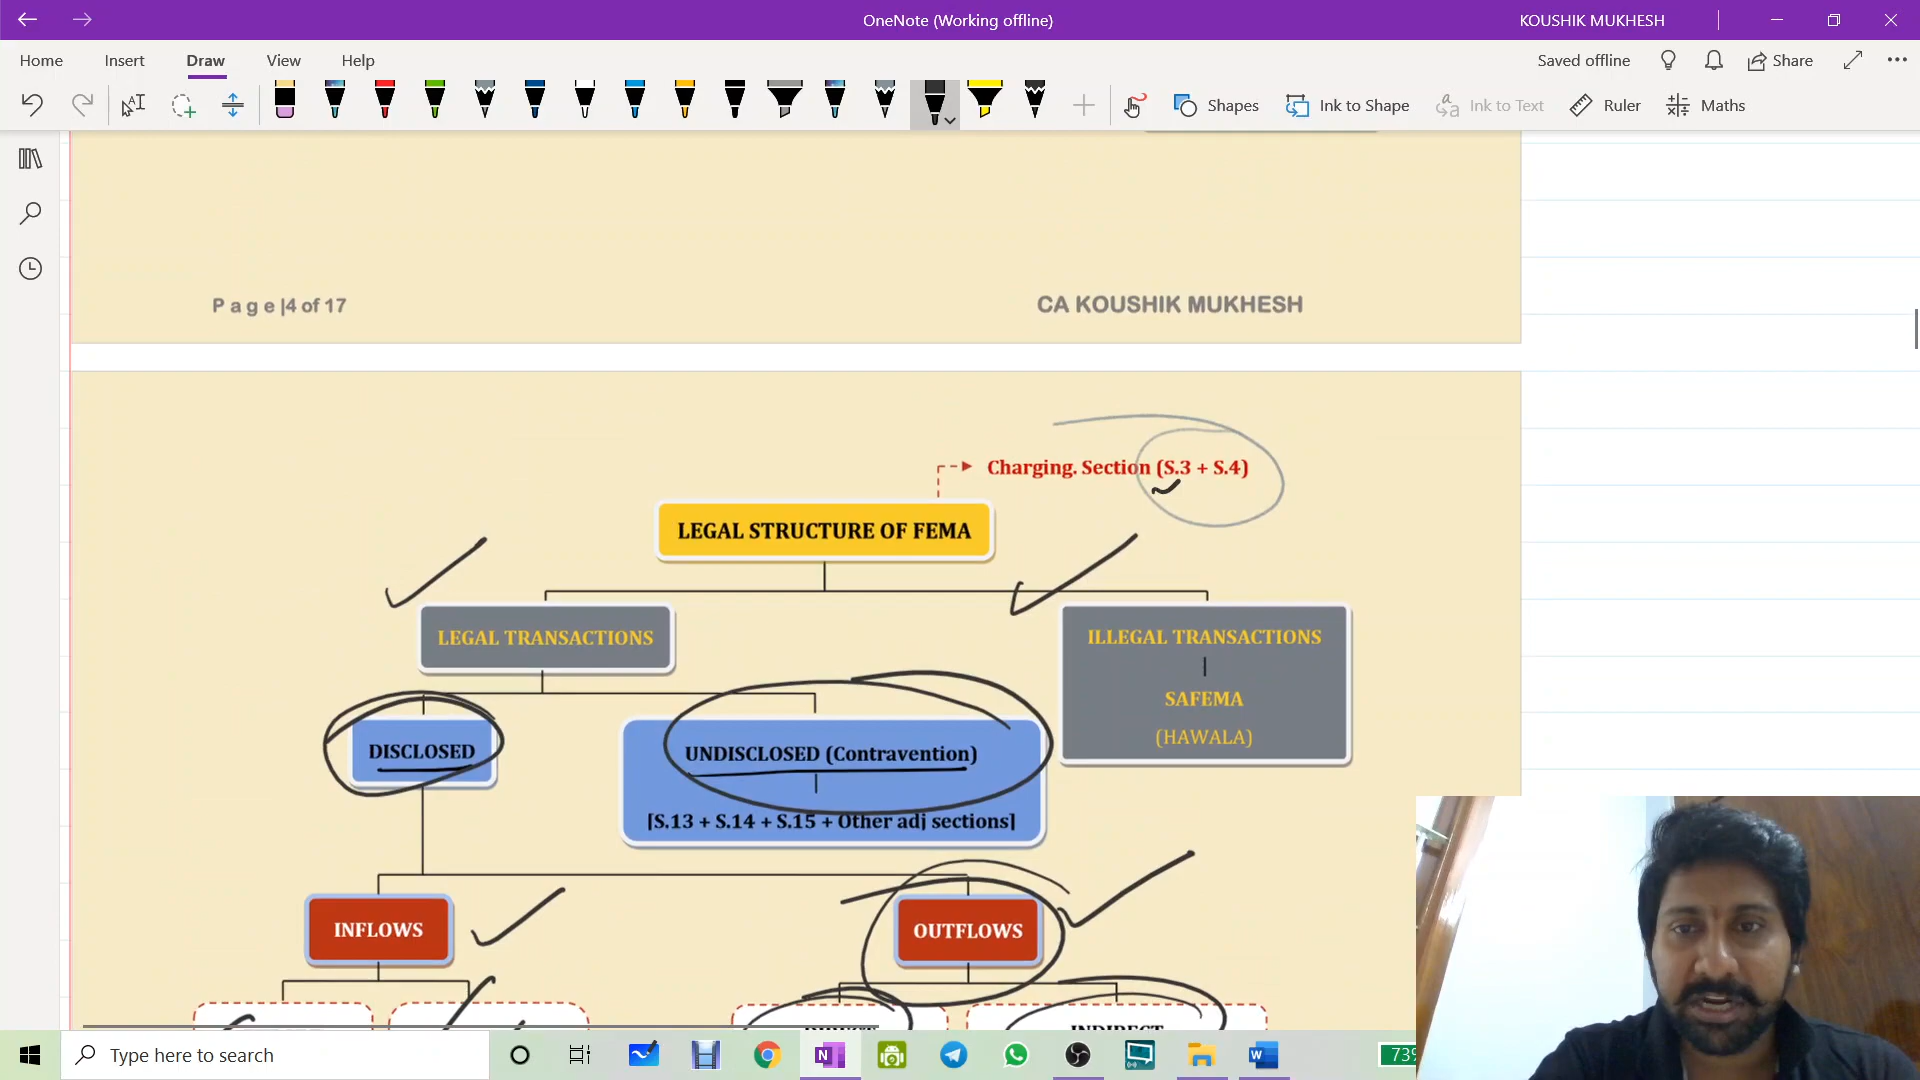 OneNote (Working offline)
KOUSHIK MUKHESH
Home
Insert
Draw
View
Help
Saved offline
Share
Shapes
Ink to Shape
Ink to Text
Ruler
Maths
P a g e |4 of 17
CA KOUSHIK MUKHESH
Charging. Section (S.3 + S.4)
LEGAL STRUCTURE OF FEMA
LEGAL TRANSACTIONS
ILLEGAL TRANSACTIONS
SAFEMA
(HAWALA)
DISCLOSED
UNDISCLOSED (Contravention)
[S.13 + S.14 + S.15 + Other adj sections]
INFLOWS
OUTFLOWS
DIRECT
INDIRECT
Type here to search